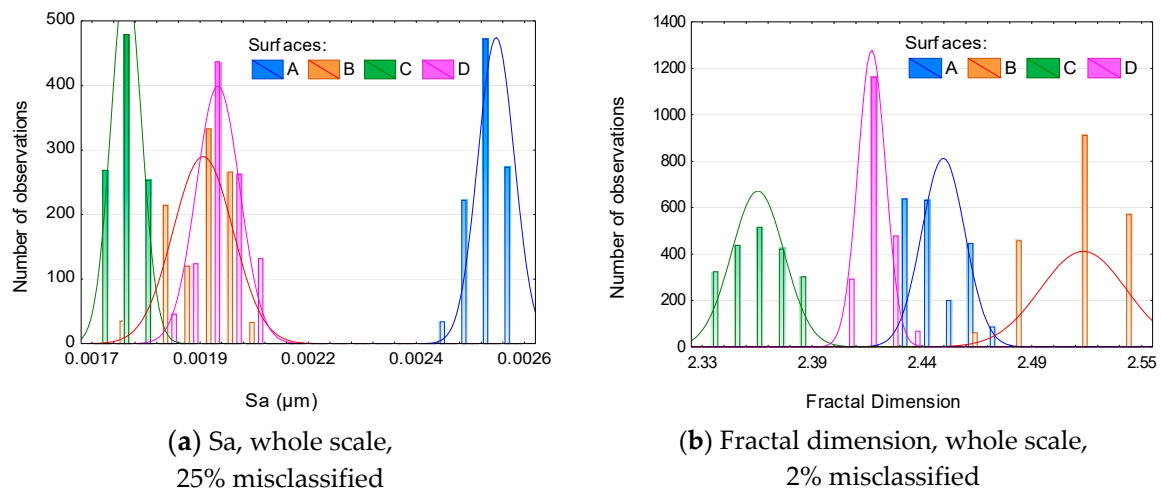 Surfaces:
A B C D
500
400
300
200
100
0
0.0017 0.0019 0.0022 0.0024 0.0026
Number of observations
Sa (µm)
(a) Sa, whole scale,
25% misclassified
Surfaces:
A B C D
1400
1200
1000
800
600
400
200
0
2.33 2.39 2.44 2.49 2.55
Number of observations
Fractal Dimension
(b) Fractal dimension, whole scale,
2% misclassified